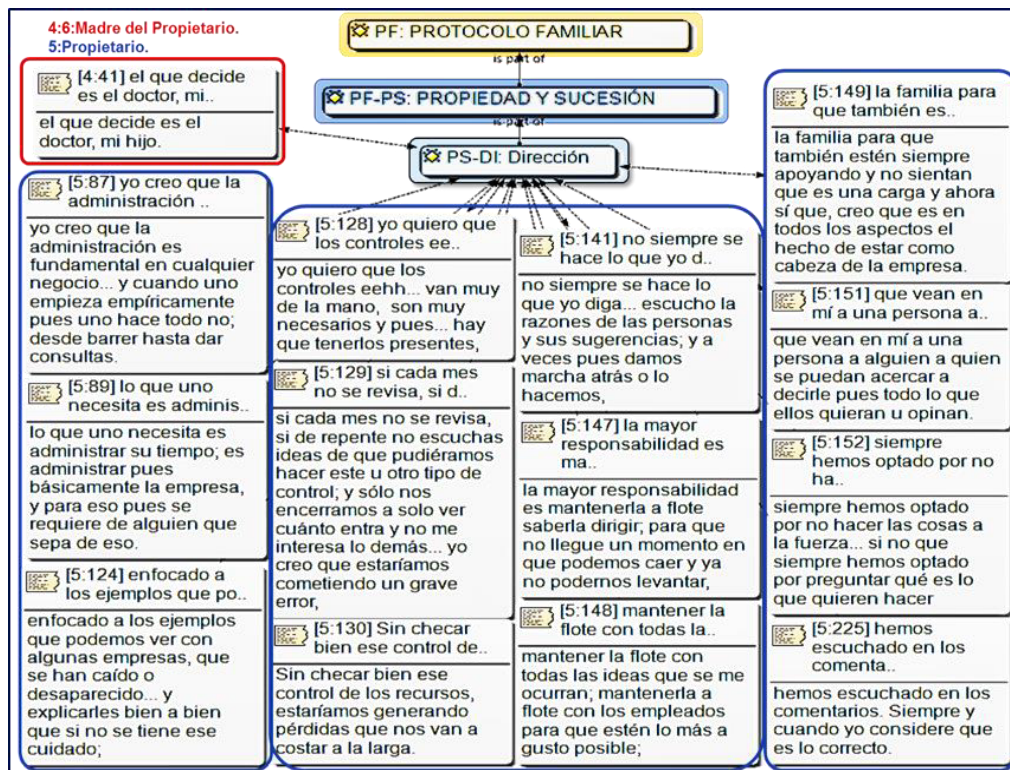 4:6:Madre del Propietario.
5:Propietario.
PF: PROTOCOLO FAMILIAR
is part of
PF-PS: PROPIEDAD Y SUCESIÓN
is part of
PS-DI: Dirección
[4:41] el que decide
es el doctor, mi..
el que decide es el
doctor, mi hijo.
[5:87] yo creo que la
administración ..
yo creo que la
administración es
fundamental en cualquier
negocio... y cuando uno
empieza empíricamente
pues uno hace todo no;
desde barrer hasta dar
consultas.
[5:89] lo que uno
necesita es adminis..
lo que uno necesita es
administrar su tiempo; es
administrar pues
básicamente la empresa,
y para eso pues se
requiere de alguien que
sepa de eso.
[5:124] enfocado a
los ejemplos que po..
enfocado a los ejemplos
que podemos ver con
algunas empresas, que
se han caído o
desaparecido... y
explicarles bien a bien
que si no se tiene ese
cuidado;
[5:128] yo quiero que
los controles ee..
yo quiero que los
controles eehh... van muy
de la mano,  son muy
necesarios y pues... hay
que tenerlos presentes,
[5:129] si cada mes
no se revisa, si d..
si cada mes no se revisa,
si de repente no escuchas
ideas de que pudiéramos
hacer este u otro tipo de
control; y sólo nos
encerramos a solo ver
cuánto entra y no me
interesa lo demás... yo
creo que estaríamos
cometiendo un grave
error,
[5:130] Sin checar
bien ese control de..
Sin checar bien ese
control de los recursos,
estaríamos generando
pérdidas que nos van a
costar a la larga.
[5:141] no siempre se
hace lo que yo d..
no siempre se hace lo
que yo diga... escucho la
razones de las personas
y sus sugerencias; y a
veces pues damos
marcha atrás o lo
hacemos,
[5:147] la mayor
responsabilidad es
ma..
la mayor responsabilidad
es mantenerla a flote
saberla dirigir; para que
no llegue un momento en
que podemos caer y ya
no podernos levantar,
[5:148] mantener la
flote con todas la..
mantener la flote con
todas las ideas que se me
ocurran; mantenerla a
flote con los empleados
para que estén lo más a
gusto posible;
[5:149] la familia para
que también es..
la familia para que
también estén siempre
apoyando y no sientan
que es una carga y ahora
sí que, creo que es en
todos los aspectos el
hecho de estar como
cabeza de la empresa.
[5:151] que vean en
mí a una persona a..
que vean en mí a una
persona a alguien a quien
se puedan acercar a
decirle pues todo lo que
ellos quieran u opinan.
[5:152] siempre
hemos optado por no
ha..
siempre hemos optado
por no hacer las cosas a
la fuerza... si no que
siempre hemos optado
por preguntar qué es lo
que quieren hacer
[5:225] hemos
escuchado en los
comenta..
hemos escuchado en los
comentarios. Siempre y
cuando yo considere que
es lo correcto.